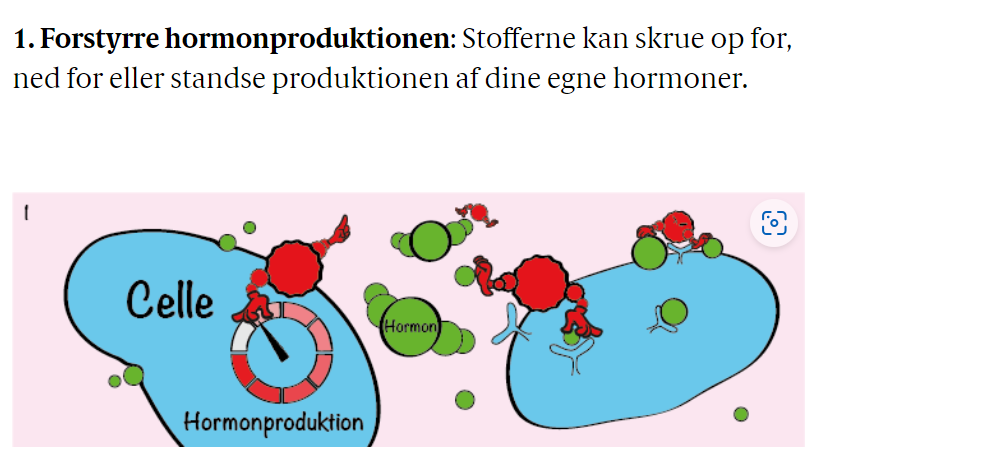 1. Forstyrre hormonproduktionen: Stofferne kan skrue op for,
ned for eller standse produktionen af dine egne hormoner.
1
Celle
Hormon
Hormonproduktion